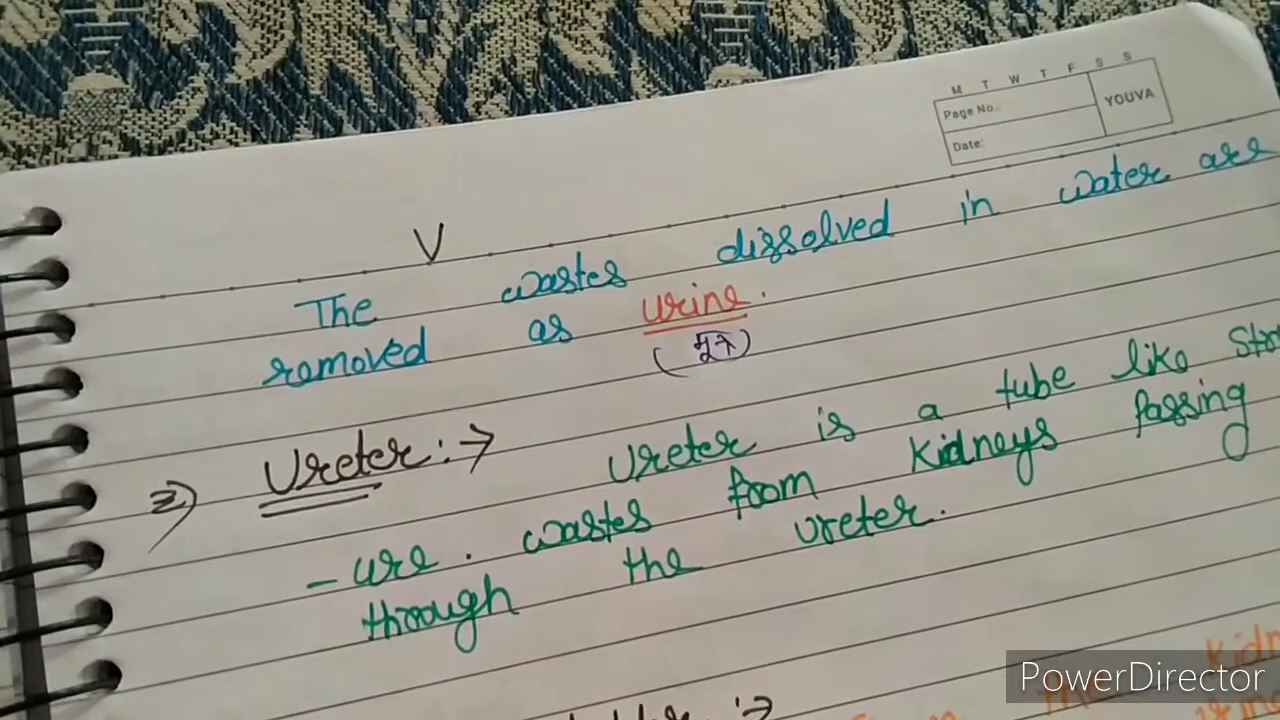 M T W T F S S
Page No.:
YOUVA
Date:
V
The wastes dissolved in water are
removed as urine.
(मूत्र)
2) Ureter :→ Ureter is a tube like
-ure. wastes from kidneys passing
through the ureter.
:→
PowerDirector